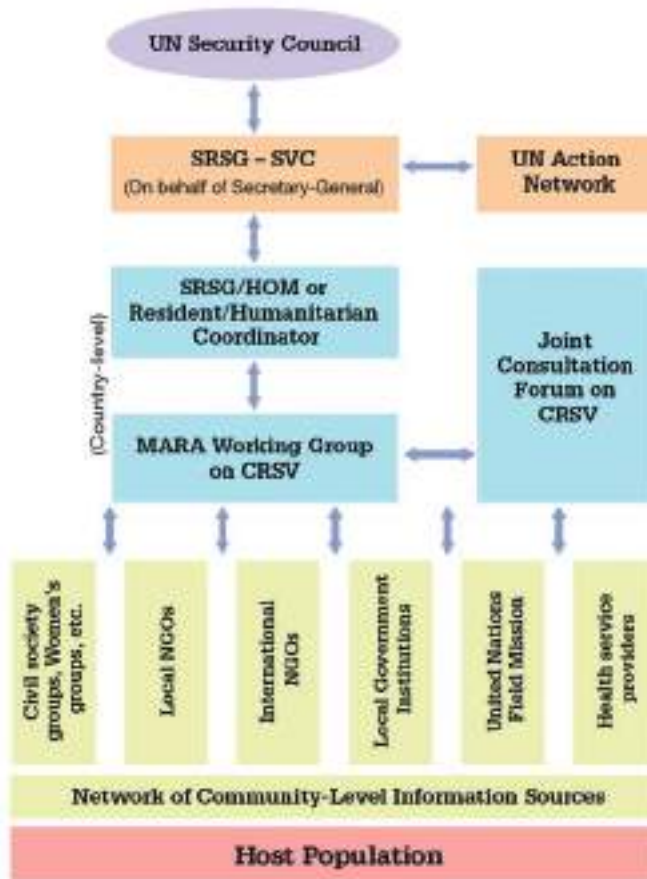 UN Security Council
SRSG – SVC
(On behalf of Secretary-General)
UN Action
Network
(Country-level)
SRSG/HOM or
Resident/Humanitarian
Coordinator
Joint
Consultation
Forum on
CRSV
MARA Working Group
on CRSV
Civil society
groups, Women's
groups, etc.
Local NGOs
International
NGOs
Local Government
Institutions
United Nations
Field Mission
Health service
providers
Network of Community-Level Information Sources
Host Population